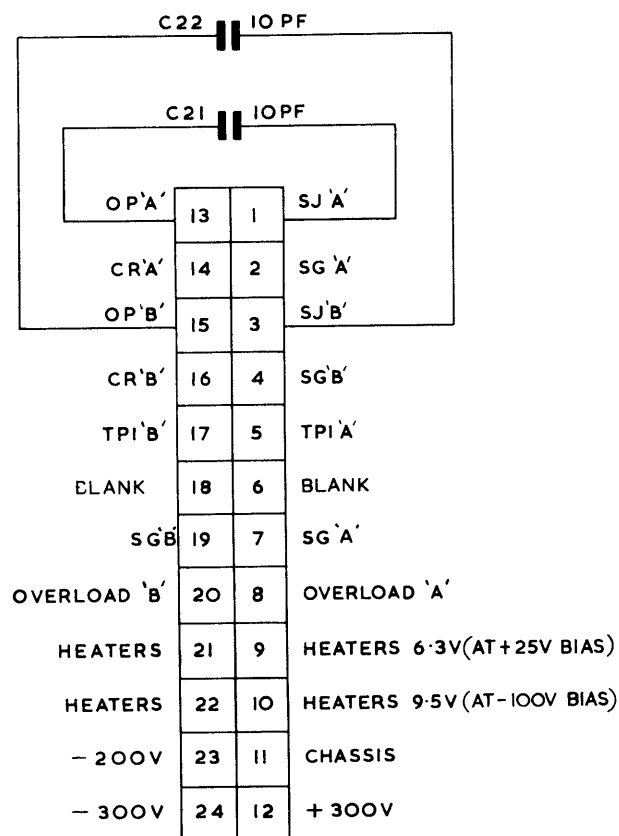 C22 10 PF
C21 10PF
OP'A' 13 1 SJ'A'
CR'A' 14 2 SG'A'
OP'B' 15 3 SJ'B'
CR'B' 16 4 SG'B'
TP1'B' 17 5 TP1'A'
BLANK 18 6 BLANK
SG'B 19 7 SG'A'
OVERLOAD 'B' 20 8 OVERLOAD 'A'
HEATERS 21 9 HEATERS 6·3V (AT+25V BIAS)
HEATERS 22 10 HEATERS 9·5V (AT-100V BIAS)
- 200V 23 11 CHASSIS
- 300V 24 12 + 300V